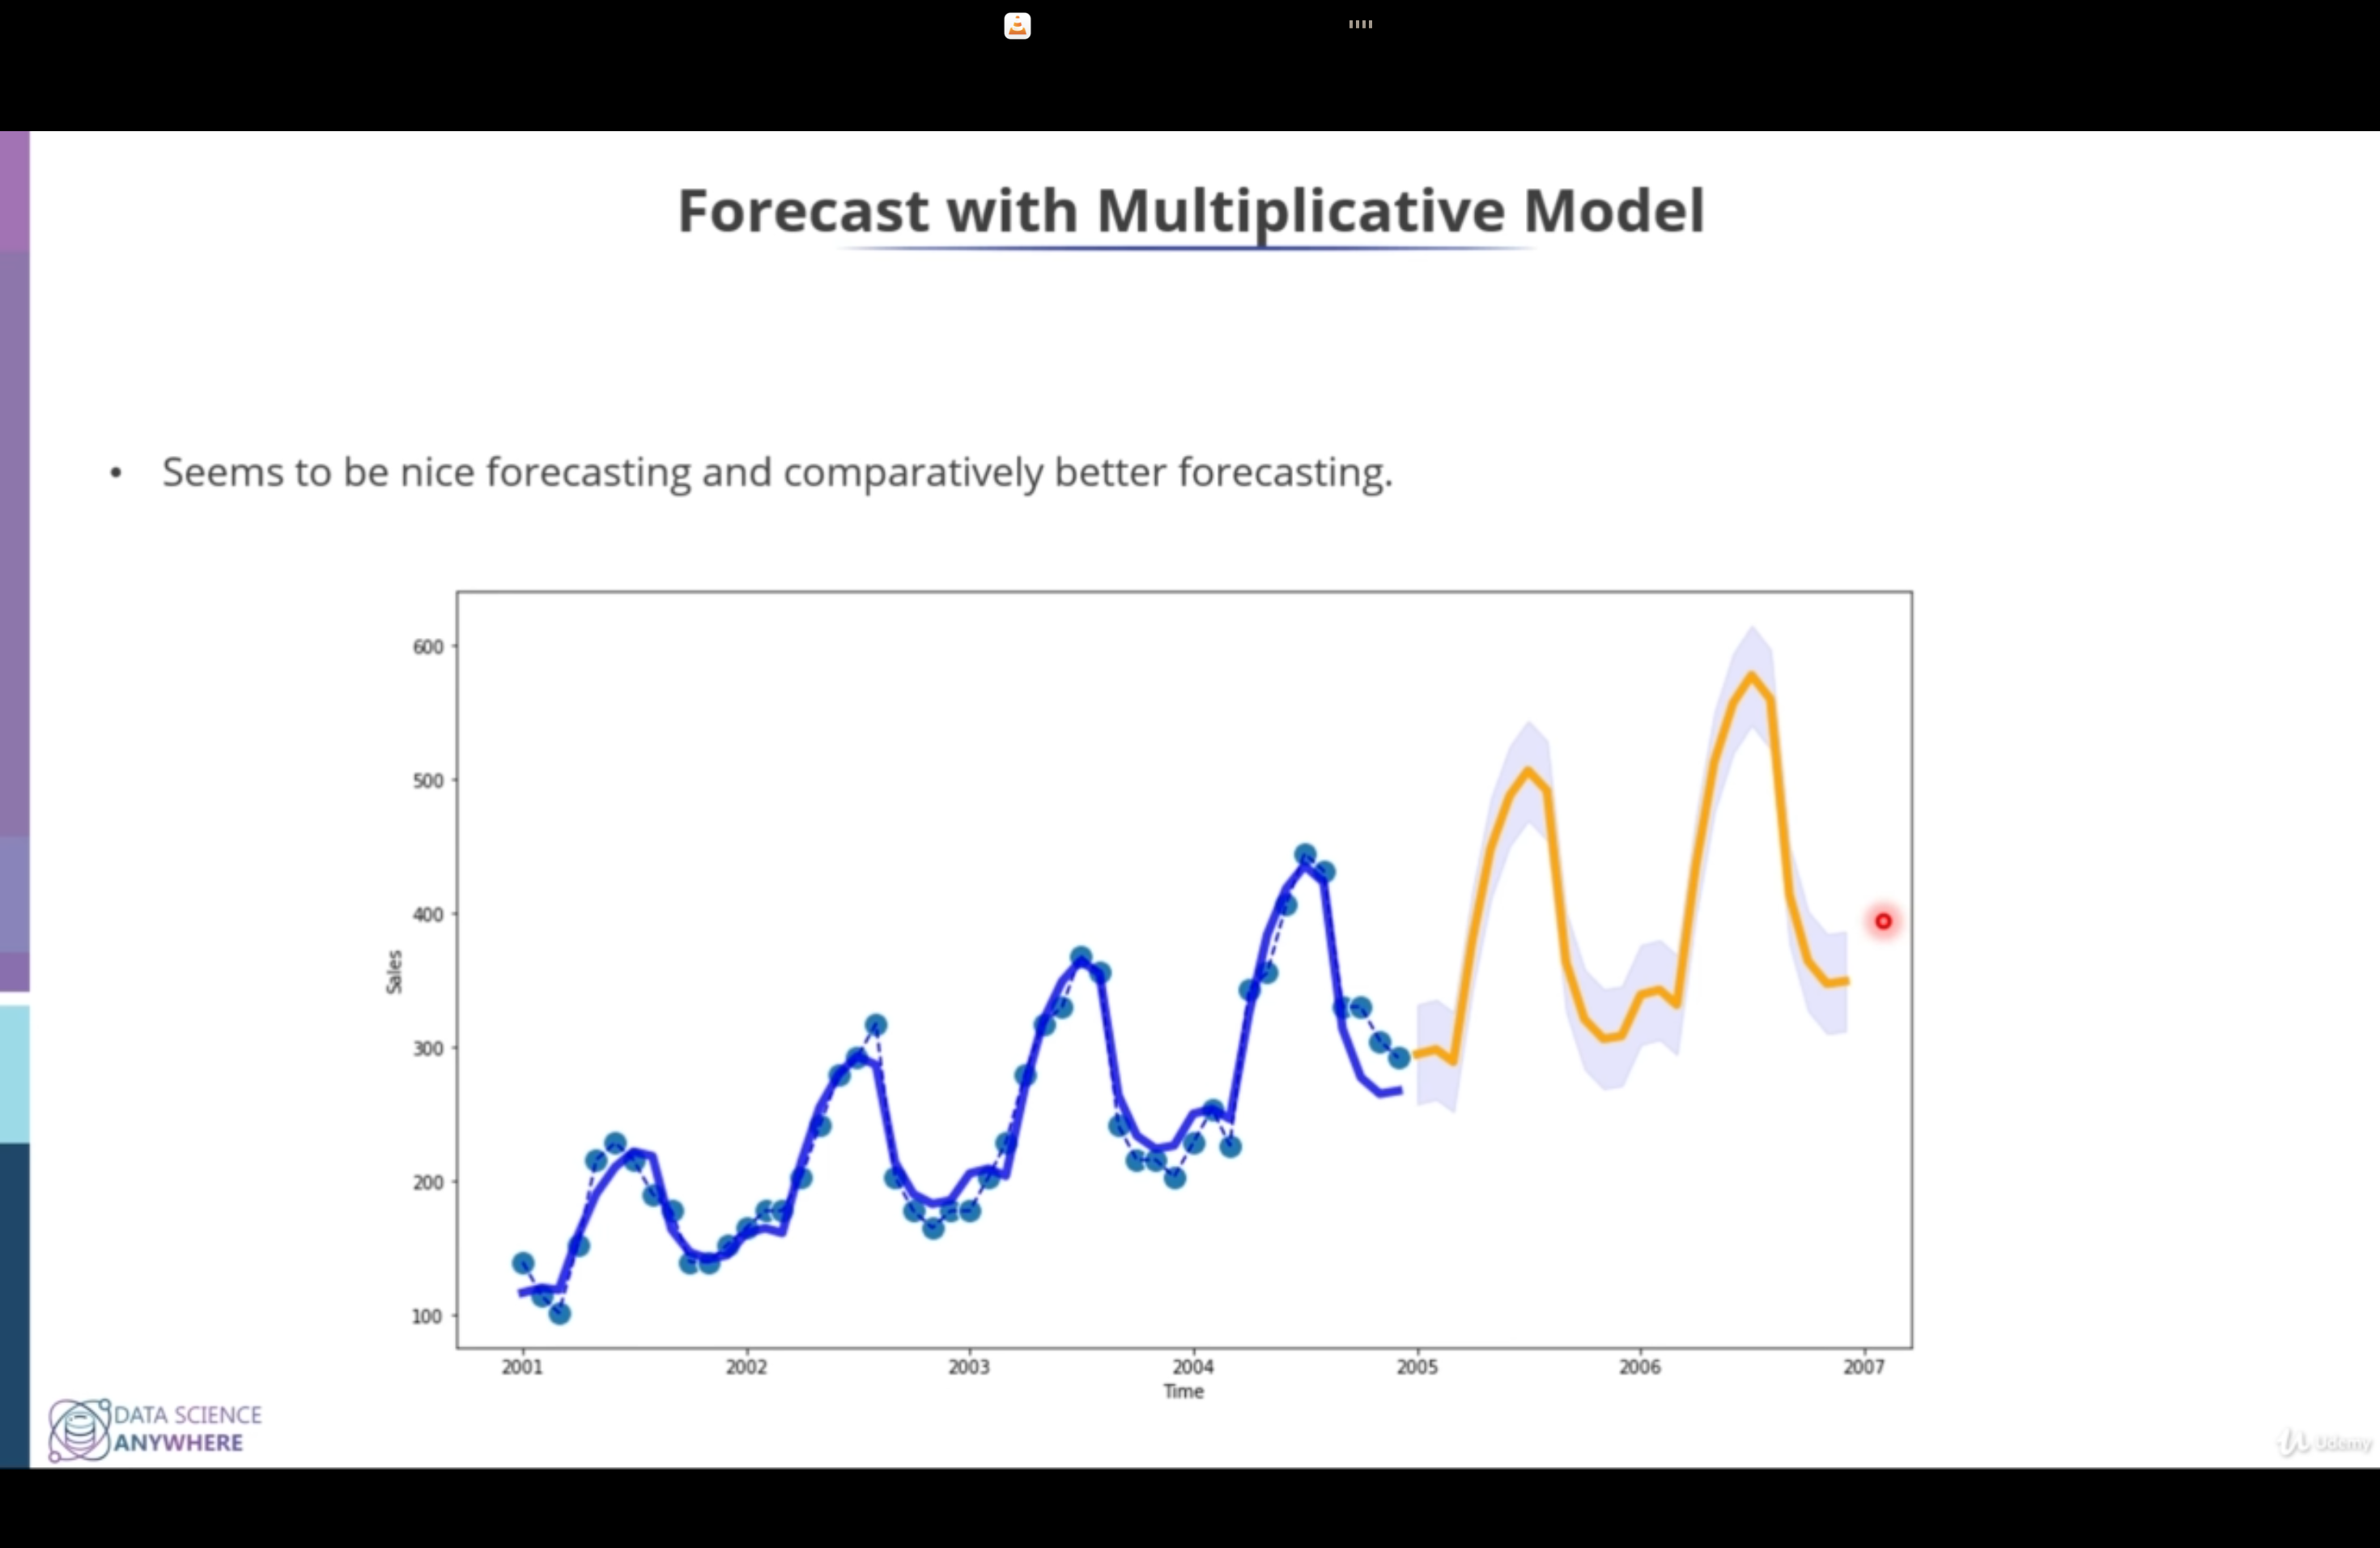 Forecast with Multiplicative Model
• Seems to be nice forecasting and comparatively better forecasting.
600
500
400
300
200
100
Sales
2001 2002 2003 2004 2005 2006 2007
Time
DATA SCIENCE
ANYWHERE
Udemy